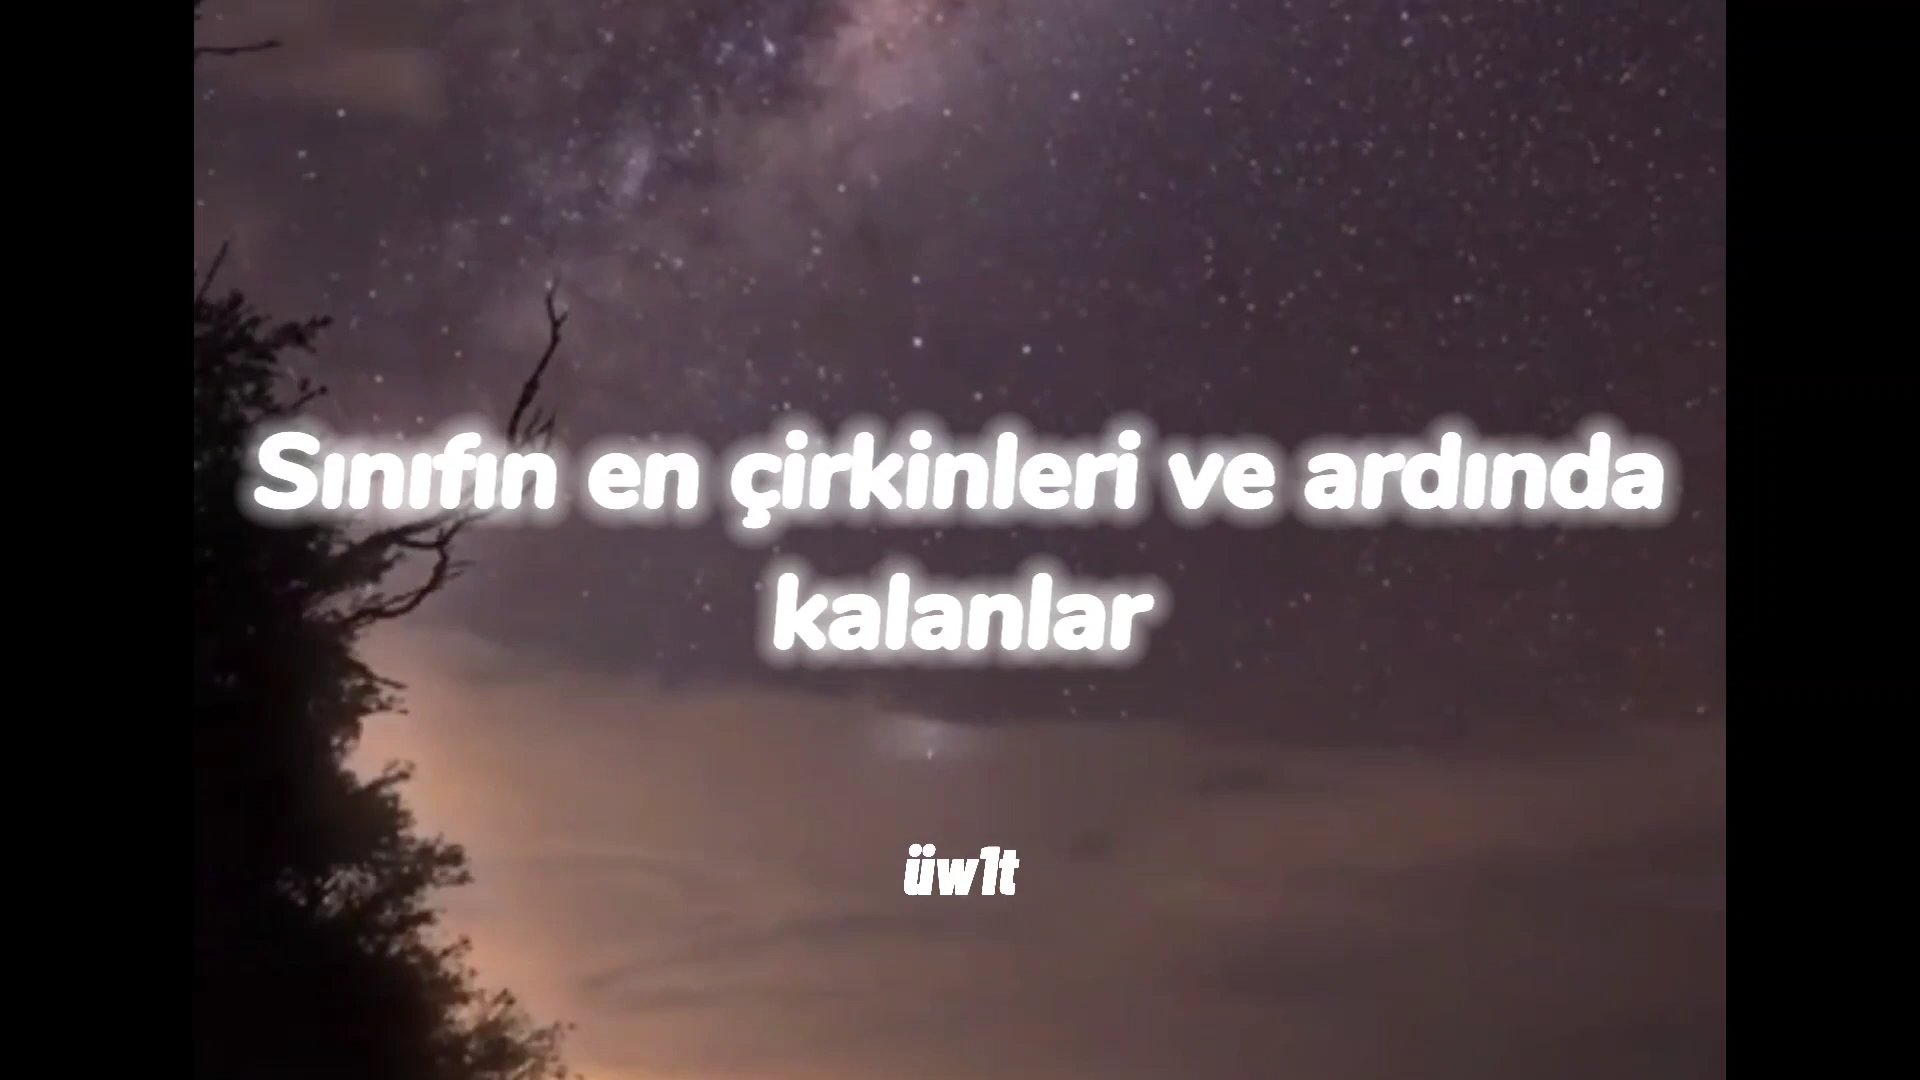 Sınıfın en çirkinleri ve ardında
kalanlar
üw1t